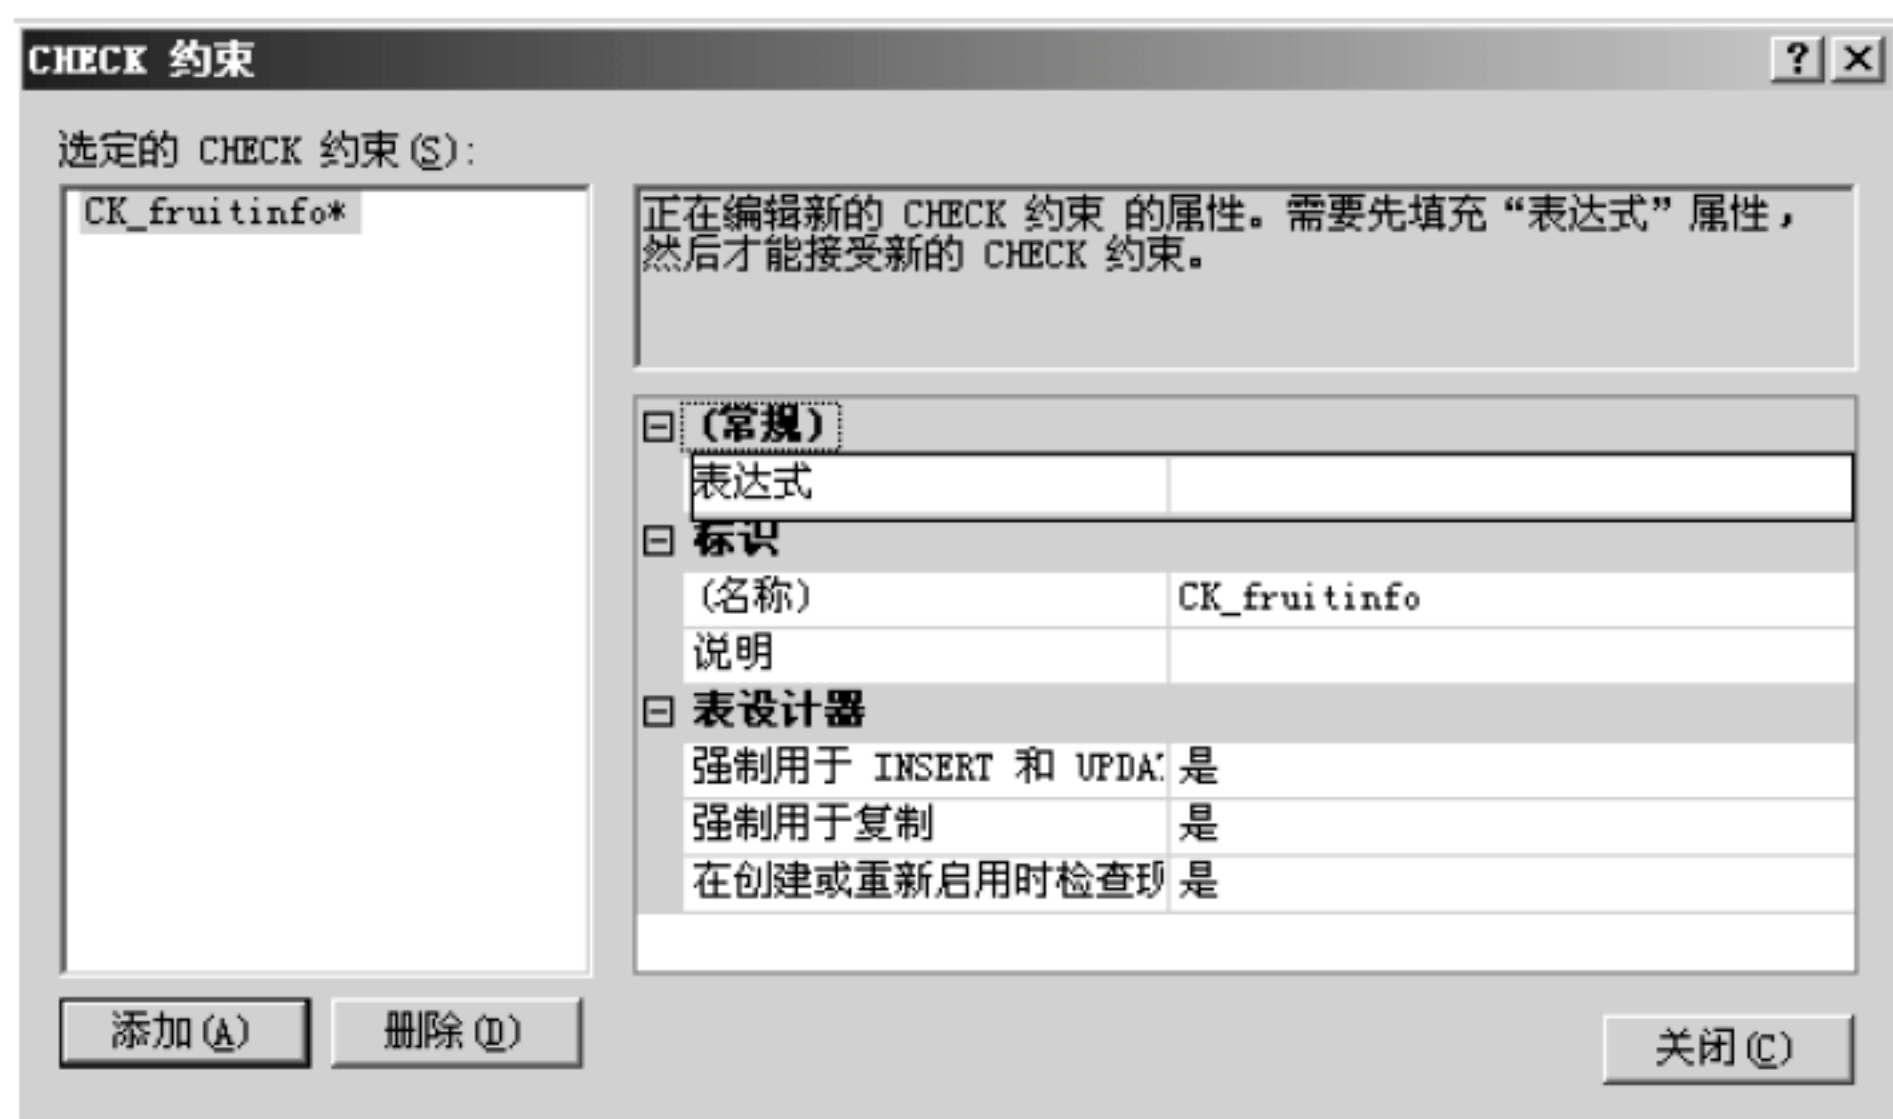 CHECK 约束
选定的 CHECK 约束(S):
CK_fruitinfo*
正在编辑新的 CHECK 约束 的属性。需要先填充“表达式”属性，
然后才能接受新的 CHECK 约束。
(常规)
表达式
标识
(名称) CK_fruitinfo
说明
表设计器
强制用于 INSERT 和 UPDA 是
强制用于复制 是
在创建或重新启用时检查现 是
添加(A) 删除(D)
关闭(C)